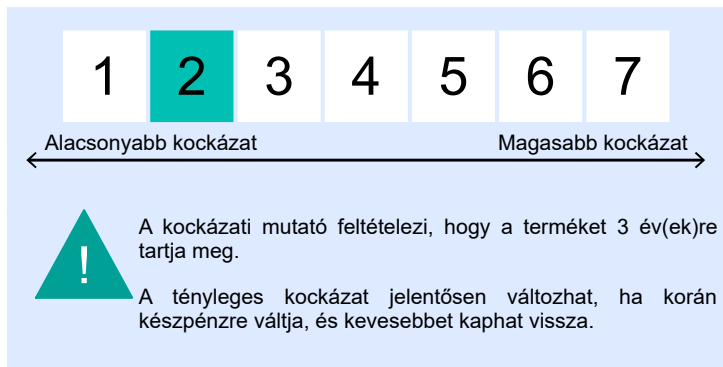 1 2 3 4 5 6 7
Alacsonyabb kockázat Magasabb kockázat
A kockázati mutató feltételezi, hogy a terméket 3 év(ek)re
tartja meg.
!
A tényleges kockázat jelentősen változhat, ha korán
készpénzre váltja, és kevesebbet kaphat vissza.